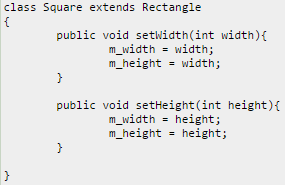 class Square extends Rectangle
{
        public void setWidth(int width){
                m_width = width;
                m_height = width;
        }
        public void setHeight(int height){
                m_width = height;
                m_height = height;
        }
}